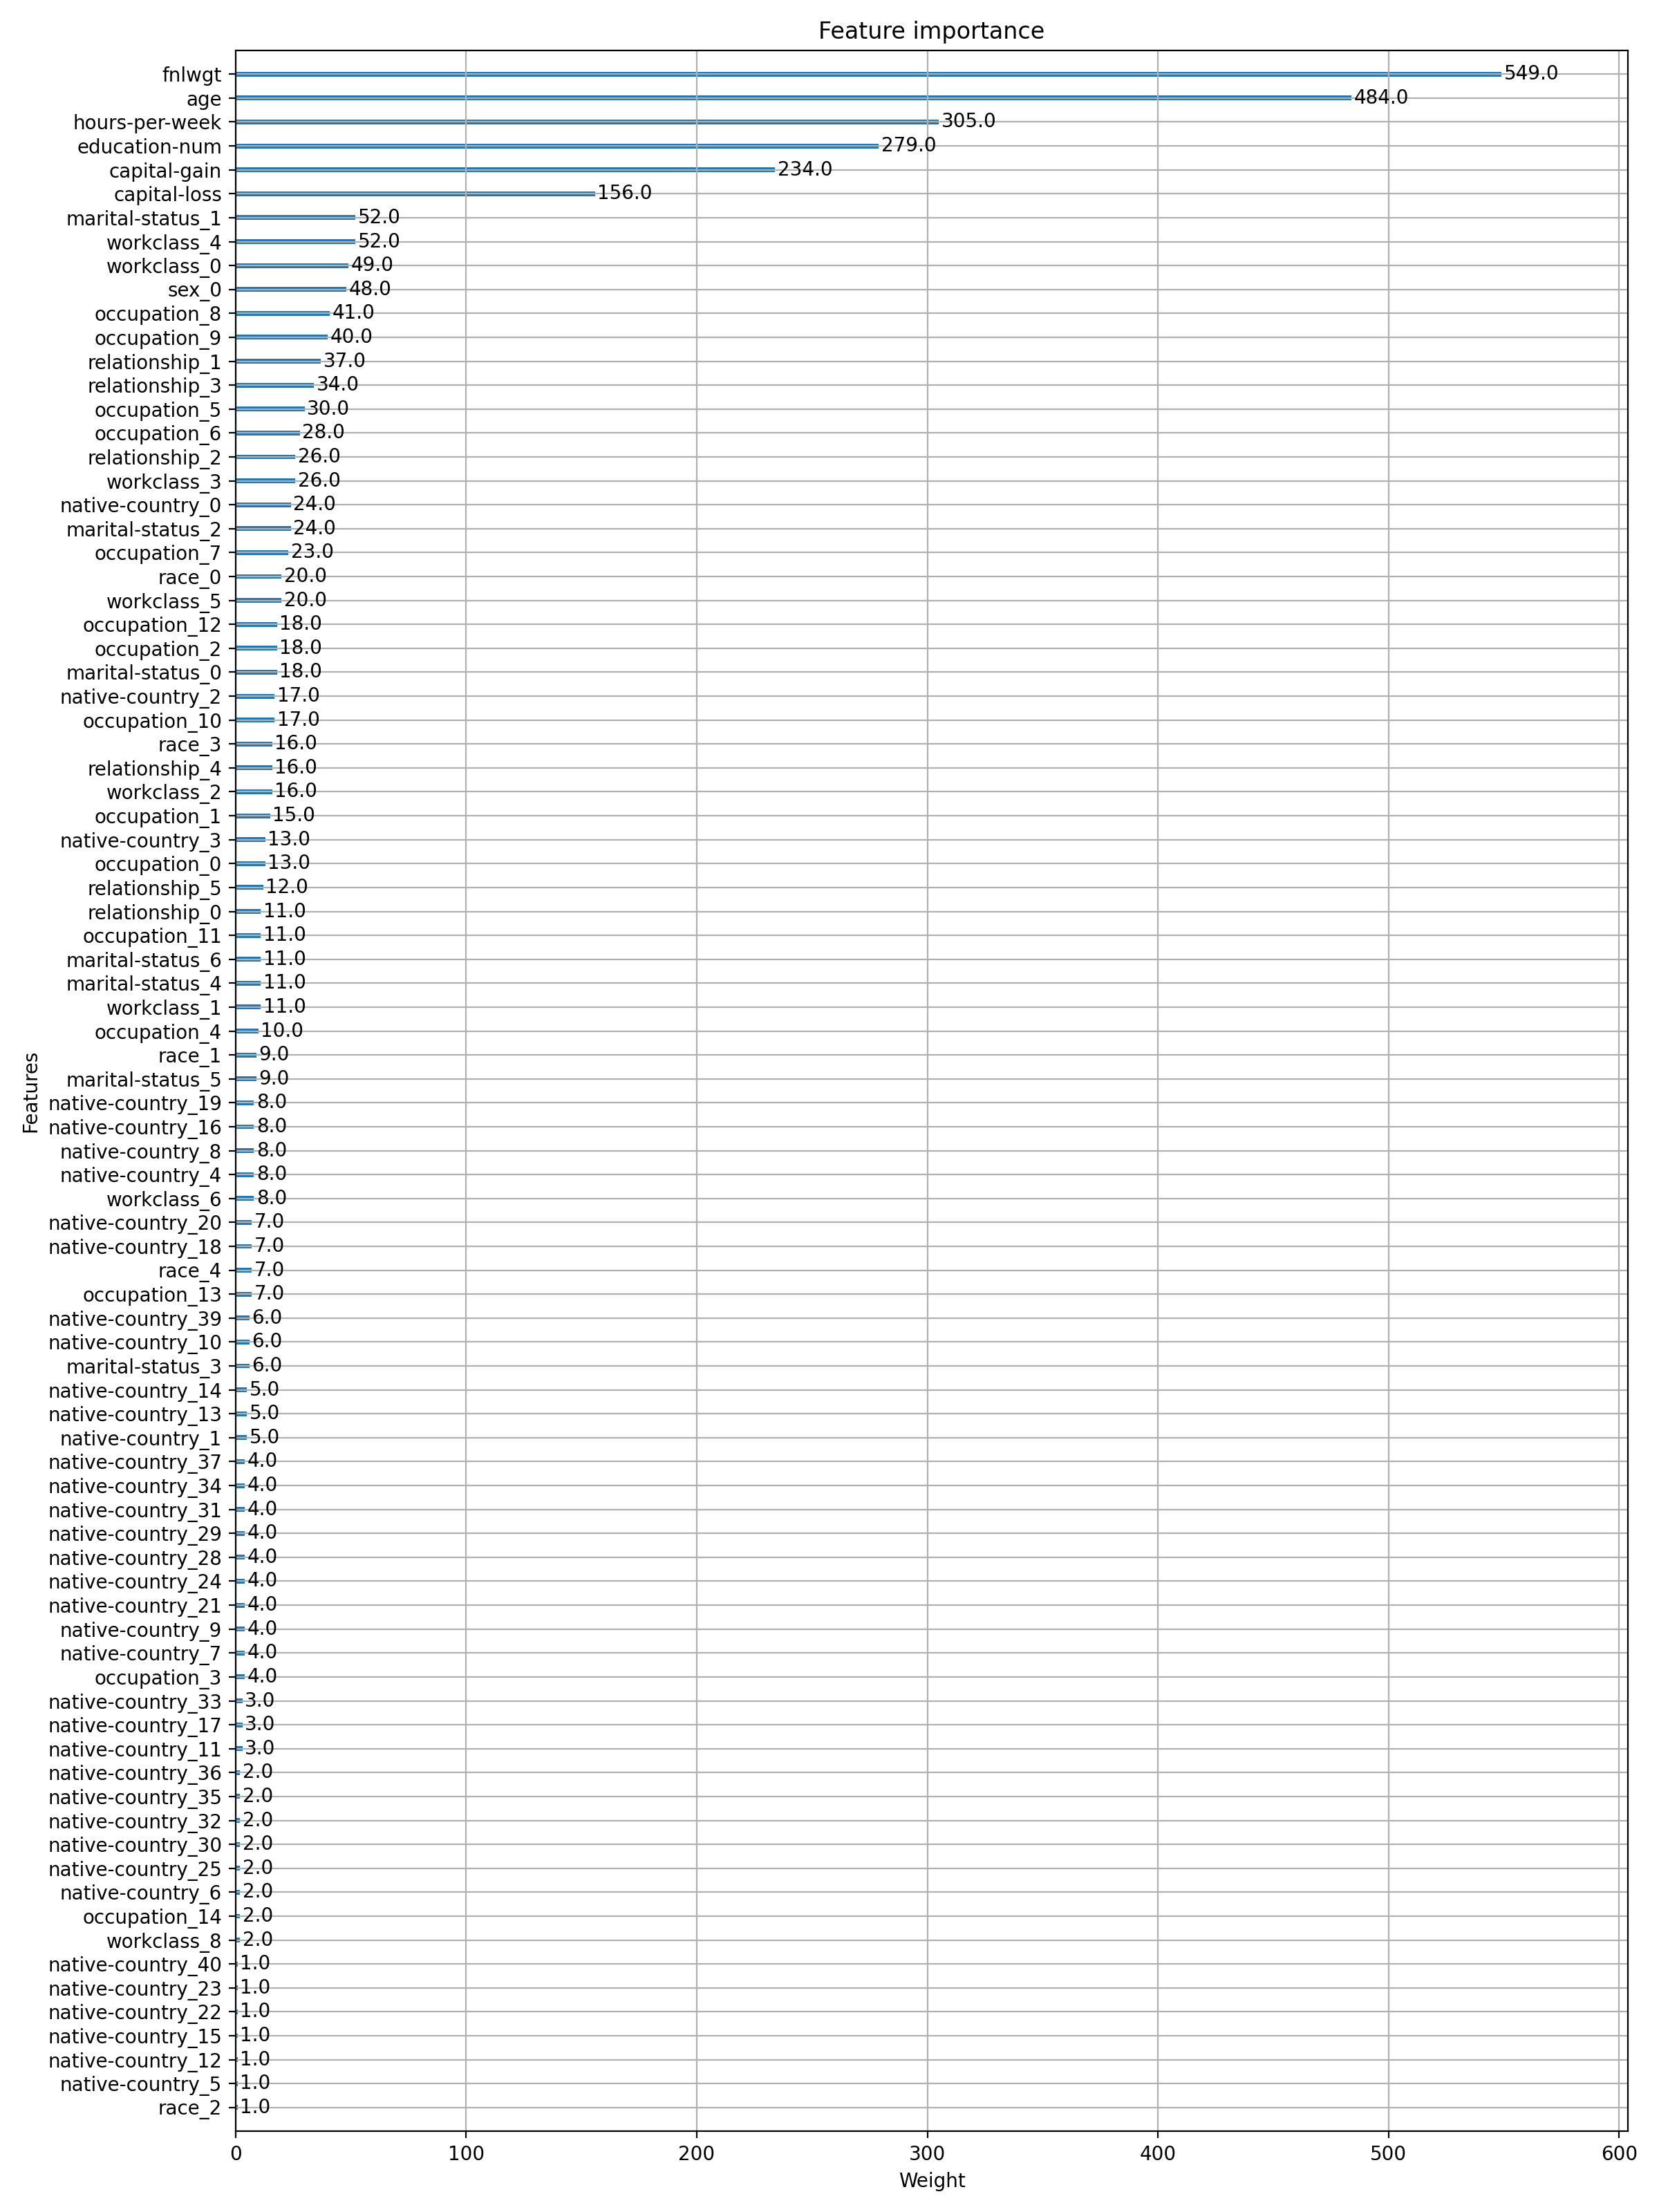 Feature importance
fnlwgt 549.0
age 484.0
hours-per-week 305.0
education-num 279.0
capital-gain 234.0
capital-loss 156.0
marital-status_1 52.0
workclass_4 52.0
workclass_0 49.0
sex_0 48.0
occupation_8 41.0
occupation_9 40.0
relationship_1 37.0
relationship_3 34.0
occupation_5 30.0
occupation_6 28.0
relationship_2 26.0
workclass_3 26.0
native-country_0 24.0
marital-status_2 24.0
occupation_7 23.0
race_0 20.0
workclass_5 20.0
occupation_12 18.0
occupation_2 18.0
marital-status_0 18.0
native-country_2 17.0
occupation_10 17.0
race_3 16.0
relationship_4 16.0
workclass_2 16.0
occupation_1 15.0
native-country_3 13.0
occupation_0 13.0
relationship_5 12.0
relationship_0 11.0
occupation_11 11.0
marital-status_6 11.0
marital-status_4 11.0
workclass_1 11.0
occupation_4 10.0
race_1 9.0
marital-status_5 9.0
native-country_19 8.0
native-country_16 8.0
native-country_8 8.0
native-country_4 8.0
workclass_6 8.0
native-country_20 7.0
native-country_18 7.0
race_4 7.0
occupation_13 7.0
native-country_39 6.0
native-country_10 6.0
marital-status_3 6.0
native-country_14 5.0
native-country_13 5.0
native-country_1 5.0
native-country_37 4.0
native-country_34 4.0
native-country_31 4.0
native-country_29 4.0
native-country_28 4.0
native-country_24 4.0
native-country_21 4.0
native-country_9 4.0
native-country_7 4.0
occupation_3 4.0
native-country_33 3.0
native-country_17 3.0
native-country_11 3.0
native-country_36 2.0
native-country_35 2.0
native-country_32 2.0
native-country_30 2.0
native-country_25 2.0
native-country_6 2.0
occupation_14 2.0
workclass_8 2.0
native-country_40 1.0
native-country_23 1.0
native-country_22 1.0
native-country_15 1.0
native-country_12 1.0
native-country_5 1.0
race_2 1.0
Features
0 100 200 300 400 500 600
Weight